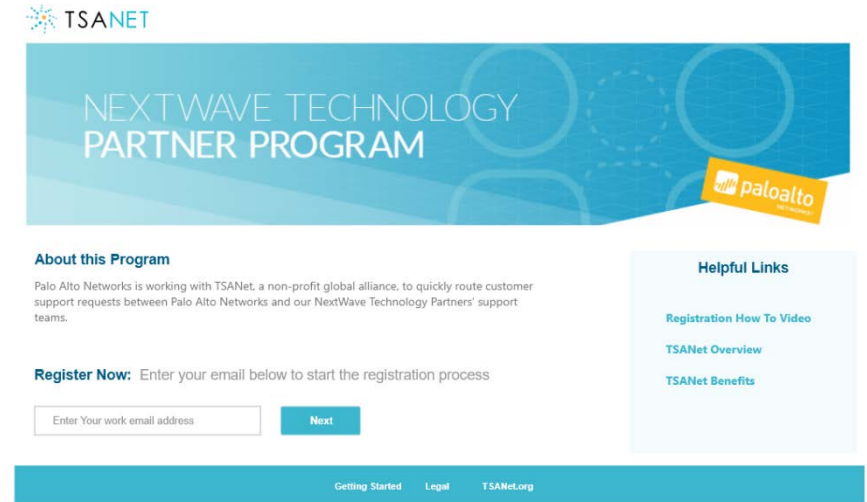 TSANET
NEXTWAVE TECHNOLOGY
PARTNER PROGRAM
paloalto
NETWORKS
About this Program
Palo Alto Networks is working with TSANet, a non-profit global alliance, to quickly route customer
support requests between Palo Alto Networks and our NextWave Technology Partners' support
teams.
Register Now: Enter your email below to start the registration process
Enter Your work email address
Next
Helpful Links
Registration How To Video
TSANet Overview
TSANet Benefits
Getting Started Legal TSANet.org